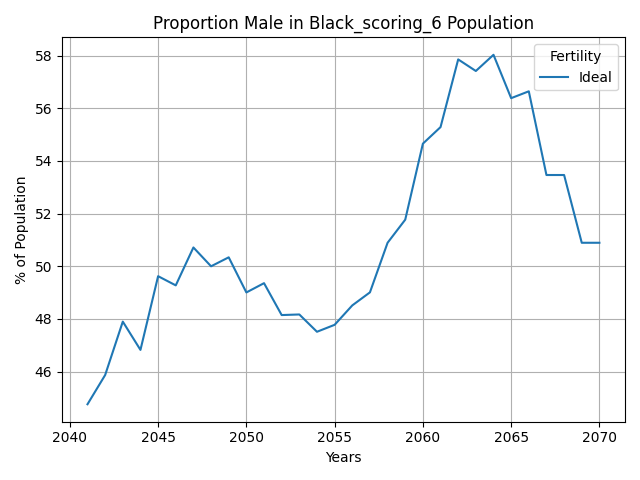 Proportion Male in Black_scoring_6 Population
Fertility
Ideal
% of Population
58
56
54
52
50
48
46
2040
2045
2050
2055
2060
2065
2070
Years